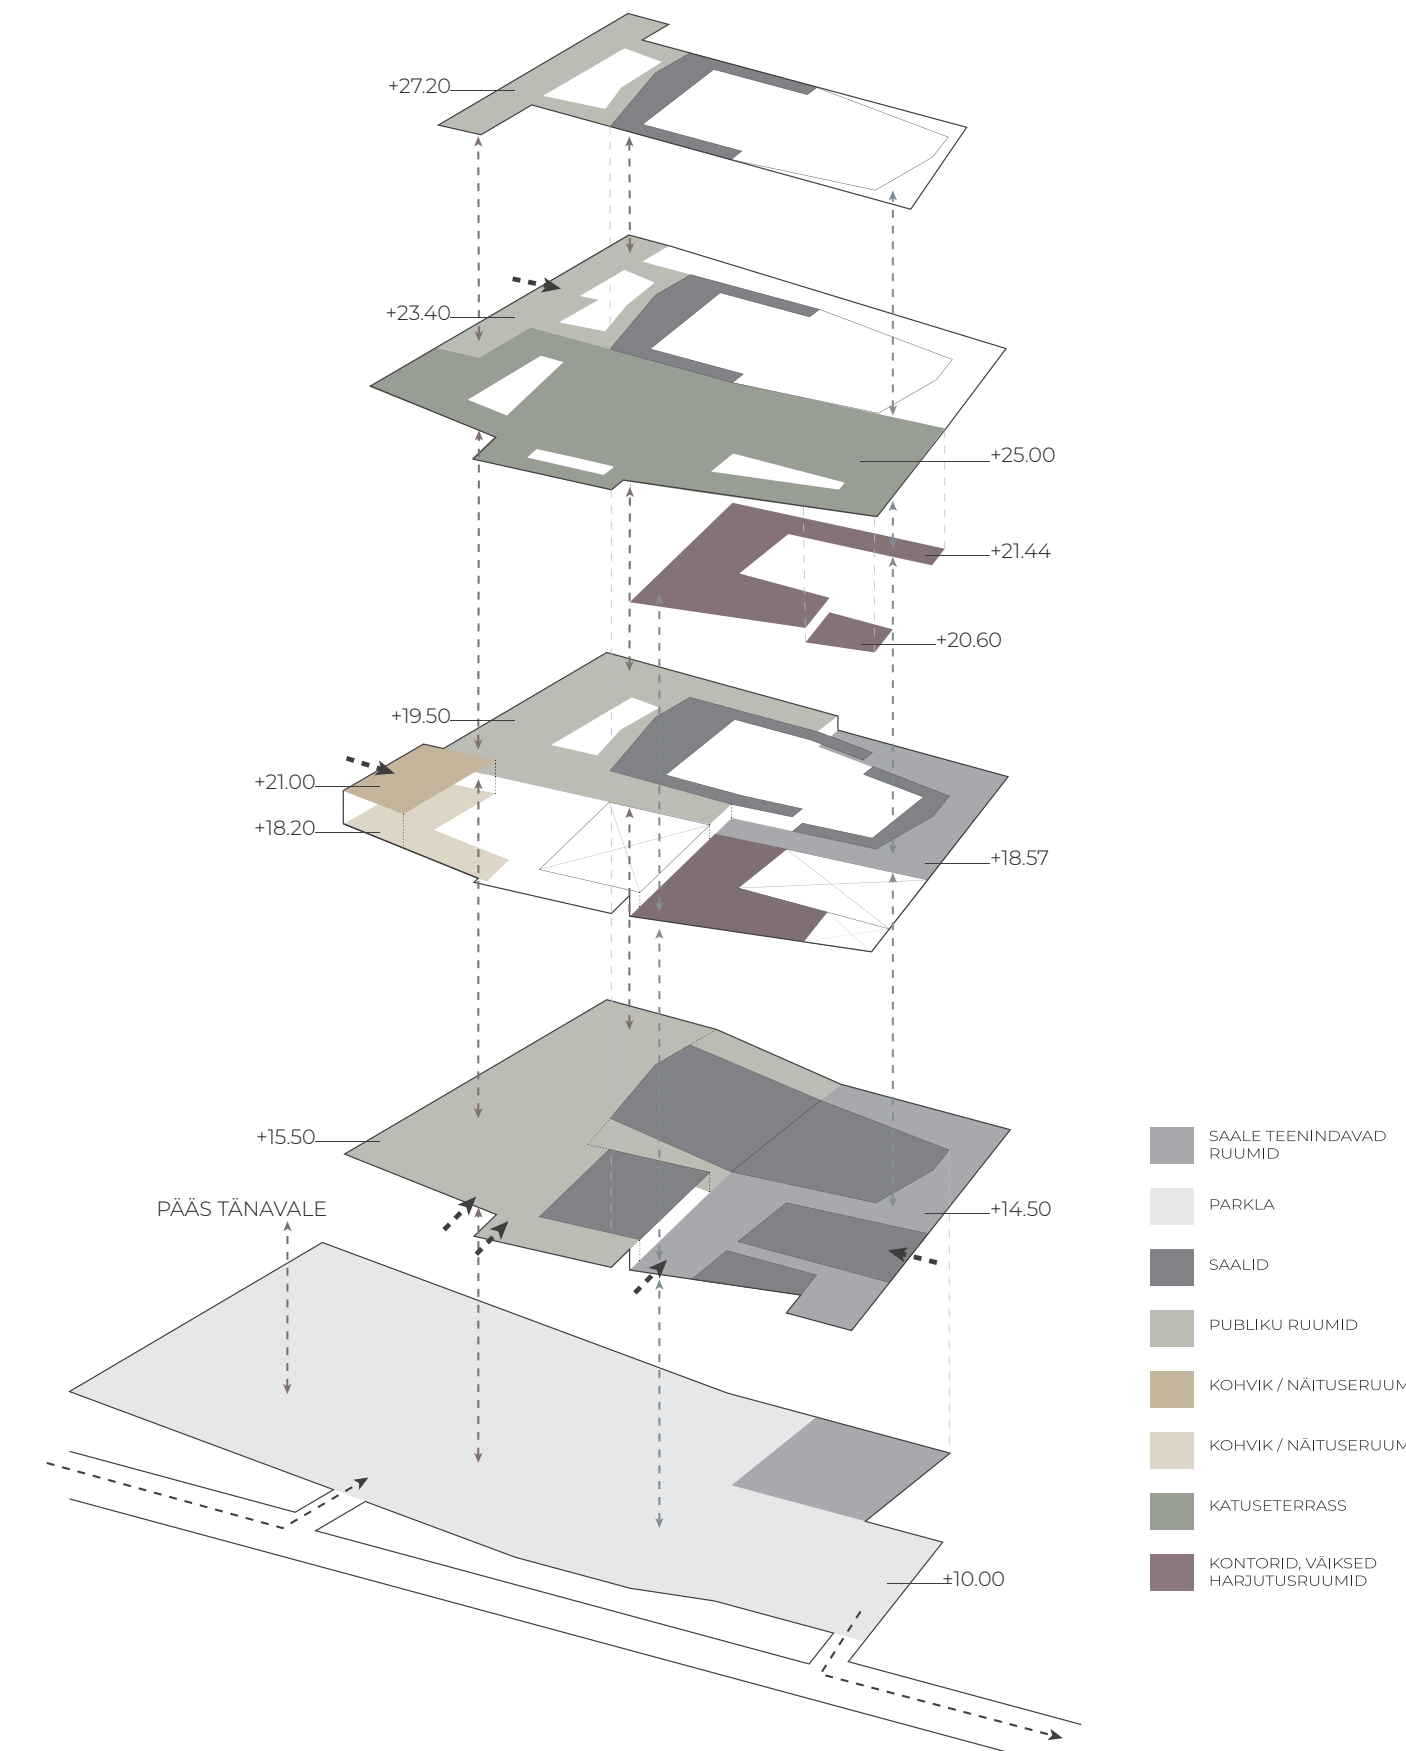 +27.20
+23.40
+25.00
+21.44
+20.60
+19.50
+21.00
+18.20
+18.57
+15.50
PÄÄS TÄNAVALE
+14.50
+10.00
SAALE TEENINDAVAD
RUUMID
PARKLA
SAALID
PUBLIKU RUUMID
KOHVIK / NÄITUSERUUM
KOHVIK / NÄITUSERUUM
KATUSETERRASS
KONTORID, VÄIKSED
HARJUTUSRUUMID